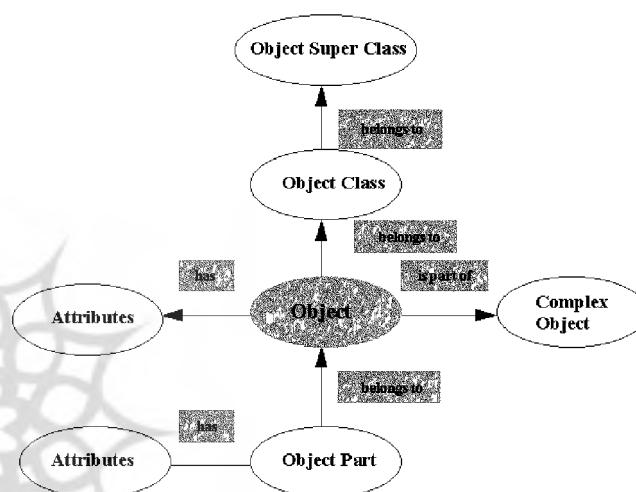 Object Super Class
belongs to
Object Class
belongs to
has
is part of
Attributes
Object
Complex
Object
belongs to
has
Attributes
Object Part